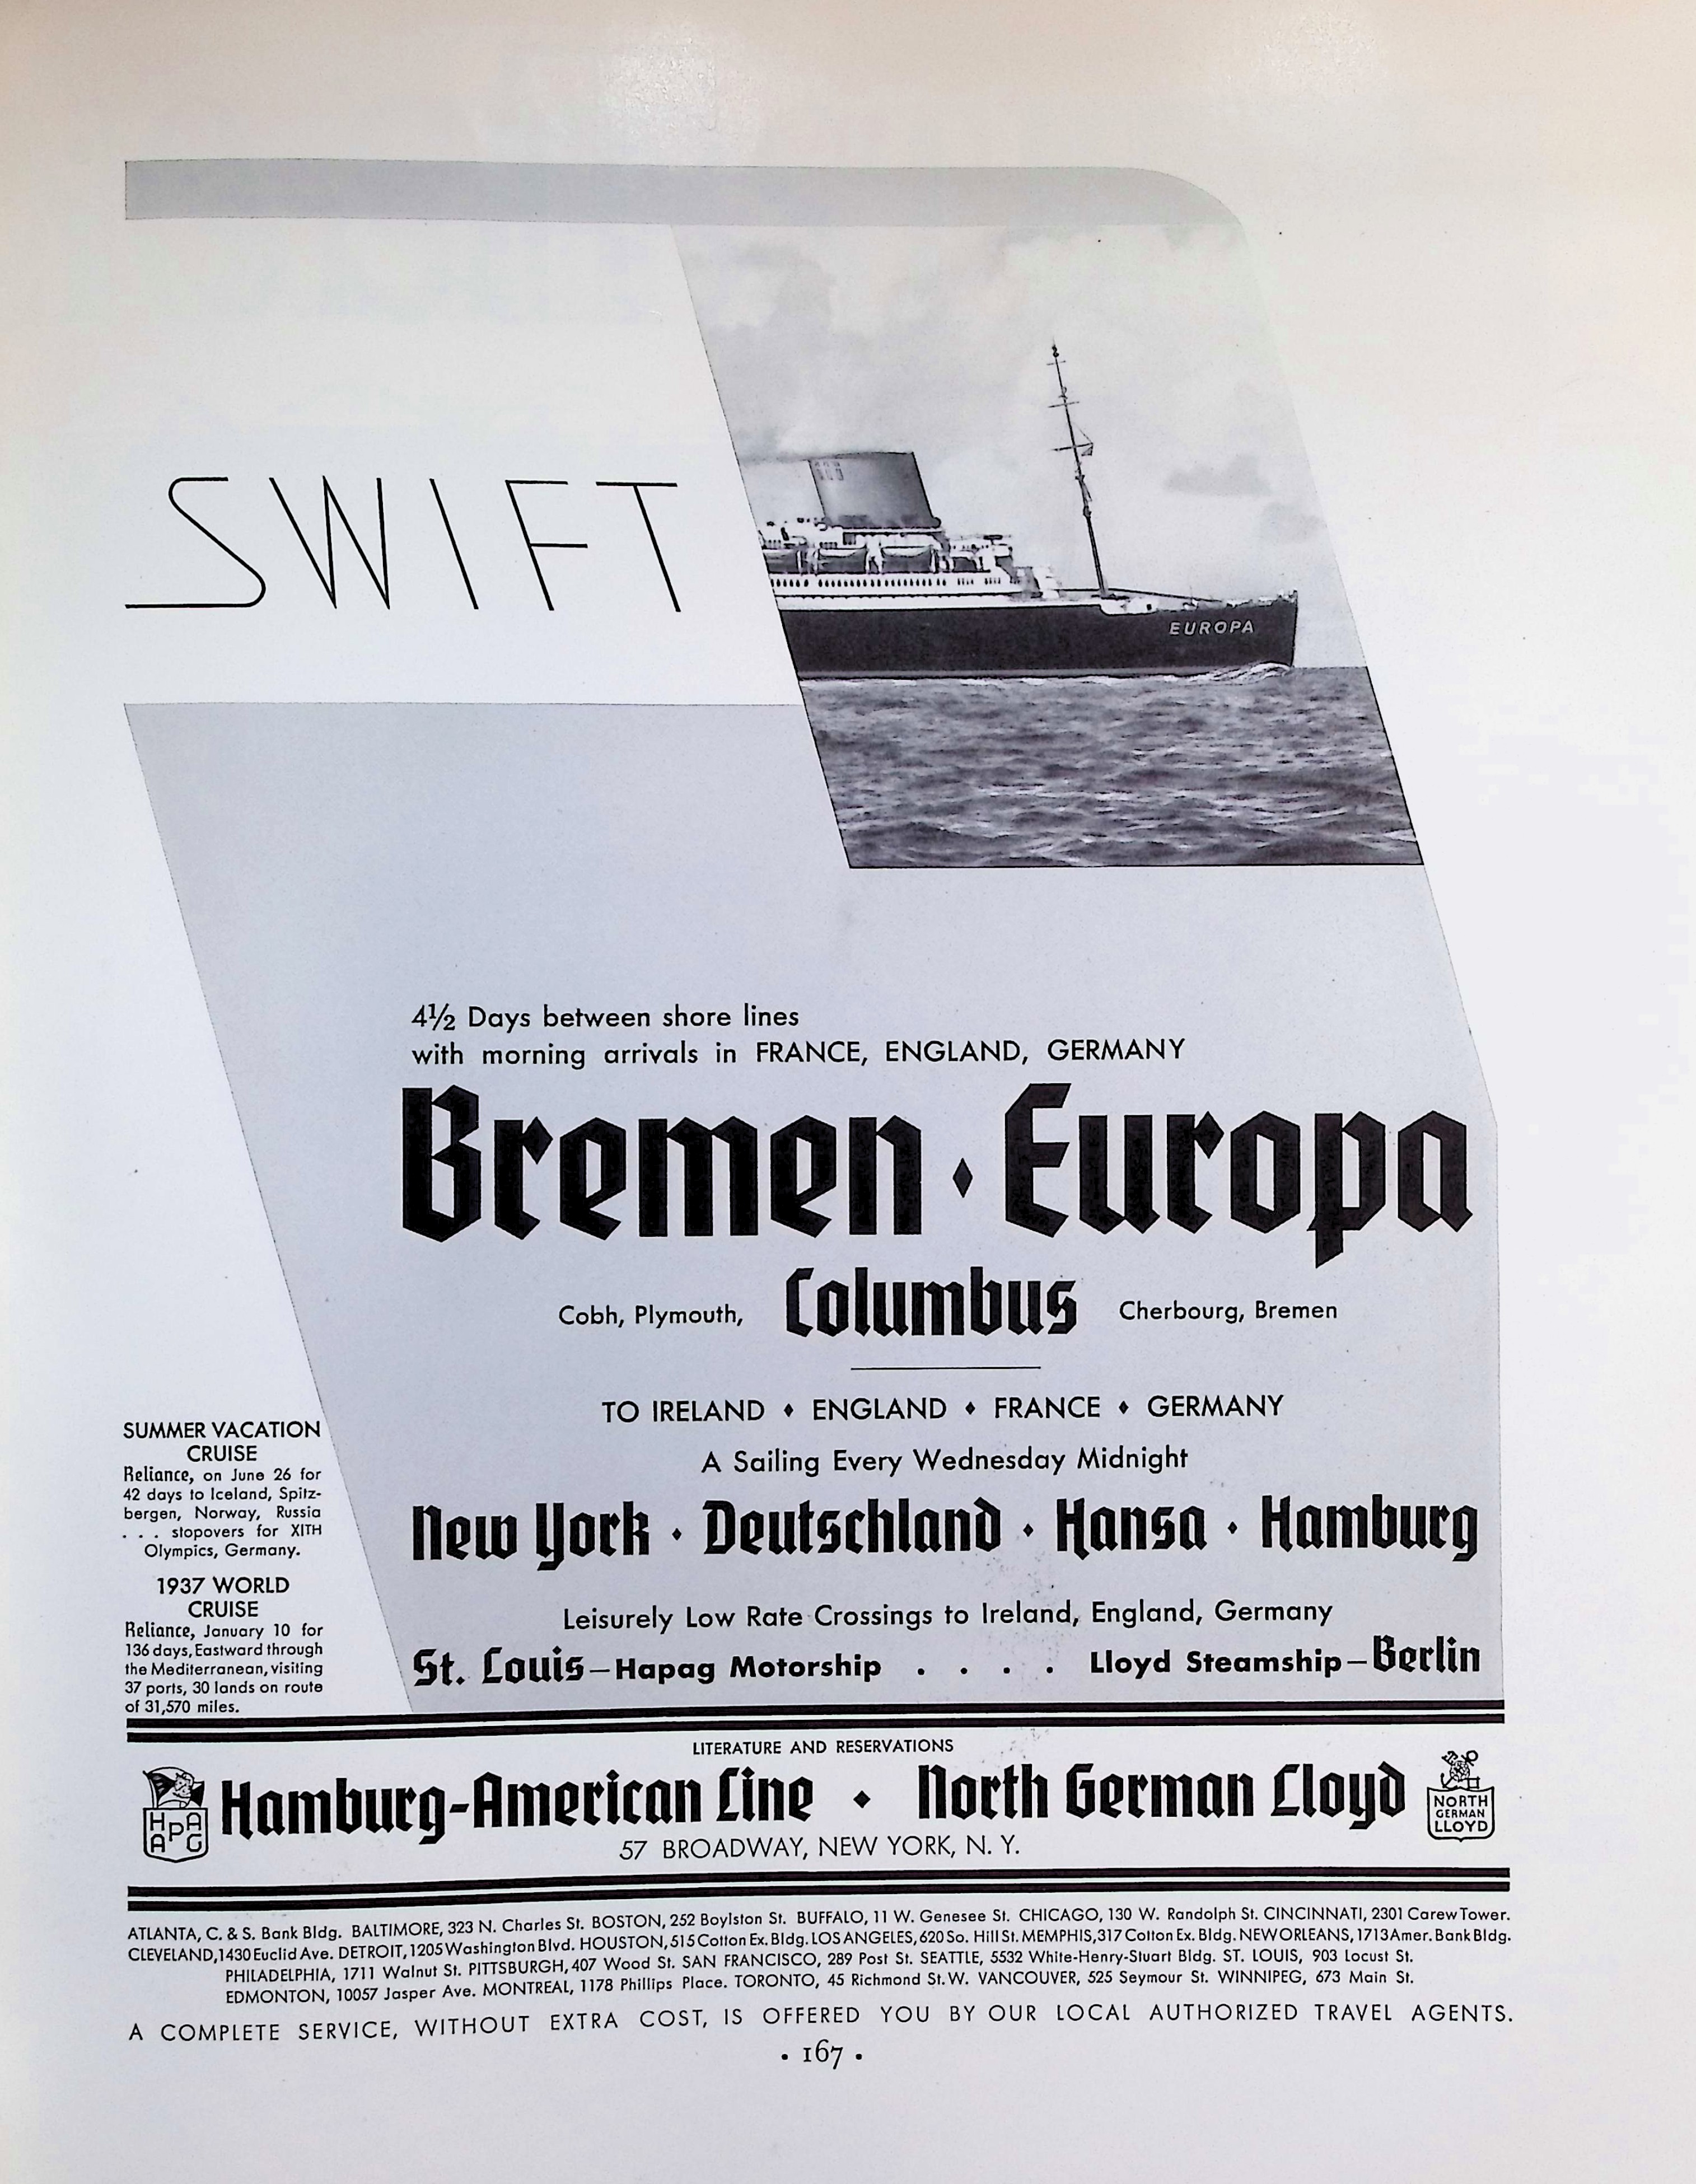 SWIFT
EUROPA
4½ Days between shore lines
with morning arrivals in FRANCE, ENGLAND, GERMANY
Bremen · Europa
Cobh, Plymouth, Columbus Cherbourg, Bremen
TO IRELAND ♦ ENGLAND ♦ FRANCE ♦ GERMANY
A Sailing Every Wednesday Midnight
New York · Deutschland · Hansa · Hamburg
Leisurely Low Rate Crossings to Ireland, England, Germany
St. Louis—Hapag Motorship . . . . Lloyd Steamship—Berlin
SUMMER VACATION
CRUISE
Reliance, on June 26 for
42 days to Iceland, Spitz-
bergen, Norway, Russia
. . . stopovers for XITH
Olympics, Germany.
1937 WORLD
CRUISE
Reliance, January 10 for
136 days, Eastward through
the Mediterranean, visiting
37 ports, 30 lands on route
of 31,570 miles.
LITERATURE AND RESERVATIONS
HAPAG
Hamburg-American Line ♦ North German Lloyd
NORTH
GERMAN
LLOYD
57 BROADWAY, NEW YORK, N. Y.
ATLANTA, C. & S. Bank Bldg. BALTIMORE, 323 N. Charles St. BOSTON, 252 Boylston St. BUFFALO, 11 W. Genesee St. CHICAGO, 130 W. Randolph St. CINCINNATI, 2301 Carew Tower.
CLEVELAND, 1430 Euclid Ave. DETROIT, 1205 Washington Blvd. HOUSTON, 515 Cotton Ex. Bldg. LOS ANGELES, 620 So. Hill St. MEMPHIS, 317 Cotton Ex. Bldg. NEW ORLEANS, 1713 Amer. Bank Bldg.
PHILADELPHIA, 1711 Walnut St. PITTSBURGH, 407 Wood St. SAN FRANCISCO, 289 Post St. SEATTLE, 5532 White-Henry-Stuart Bldg. ST. LOUIS, 903 Locust St.
EDMONTON, 10057 Jasper Ave. MONTREAL, 1178 Phillips Place. TORONTO, 45 Richmond St. W. VANCOUVER, 525 Seymour St. WINNIPEG, 673 Main St.
A COMPLETE SERVICE, WITHOUT EXTRA COST, IS OFFERED YOU BY OUR LOCAL AUTHORIZED TRAVEL AGENTS.
· 167 ·